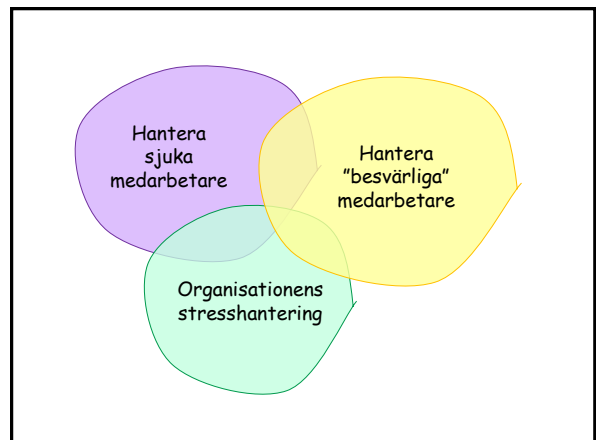 Hantera
sjuka
medarbetare
Hantera
”besvärliga”
medarbetare
Organisationens
stresshantering